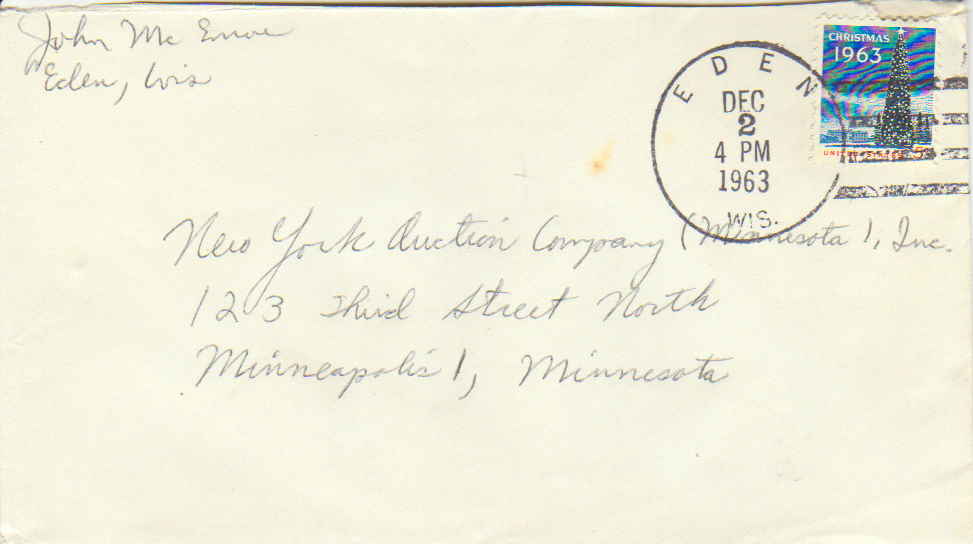 John Mc Enroe
Eden, Wis
CHRISTMAS
1963
EDEN
DEC
2
4 PM
1963
WIS.
New York Auction Company (Minnesota), Inc.
123 Third Street North
Minneapolis 1, Minnesota